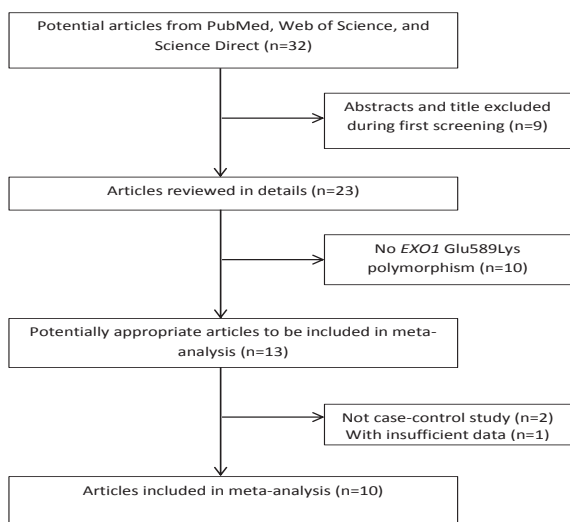 Potential articles from PubMed, Web of Science, and
Science Direct (n=32)
Abstracts and title excluded
during first screening (n=9)
Articles reviewed in details (n=23)
No EXO1 Glu589Lys
polymorphism (n=10)
Potentially appropriate articles to be included in meta-
analysis (n=13)
Not case-control study (n=2)
With insufficient data (n=1)
Articles included in meta-analysis (n=10)